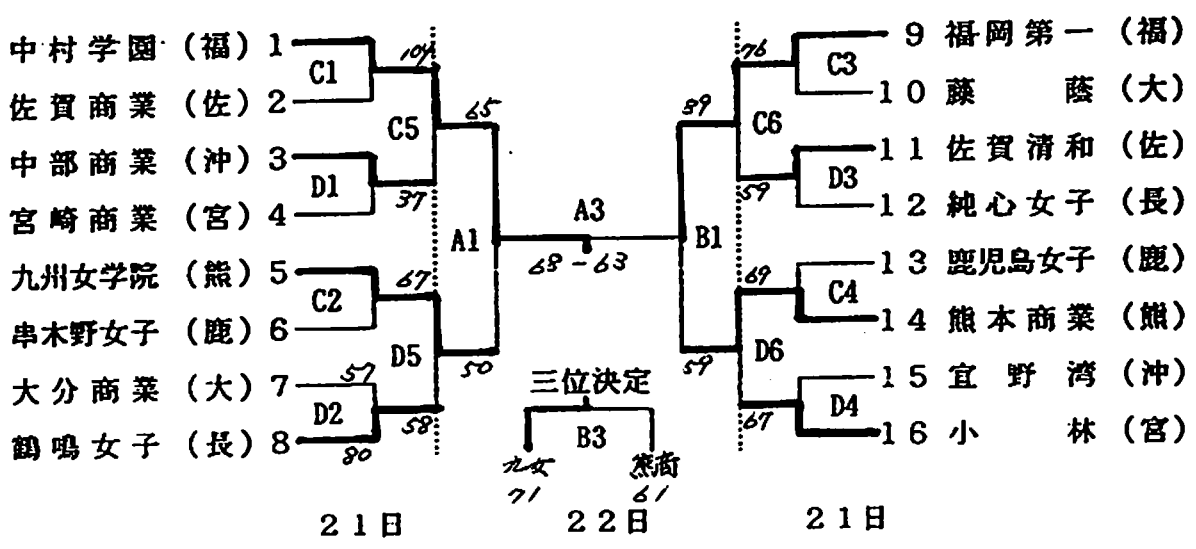 中村学園 (福) 1
C1
佐賀商業 (佐) 2
104
C5
中部商業 (沖) 3
D1
宮崎商業 (宮) 4
37
65
A1
九州女学院 (熊) 5
C2
串木野女子 (鹿) 6
67
D5
大分商業 (大) 7
57
D2
鶴鳴女子 (長) 8
80
58
50
A3
68-63
三位決定
B3
九女
71
熊商
61
9 福岡第一 (福)
C3
10 藤蔭 (大)
76
C6
11 佐賀清和 (佐)
D3
12 純心女子 (長)
59
89
B1
13 鹿児島女子 (鹿)
C4
14 熊本商業 (熊)
69
D6
15 宜野湾 (沖)
D4
16 小林 (宮)
67
59
21日
22日
21日